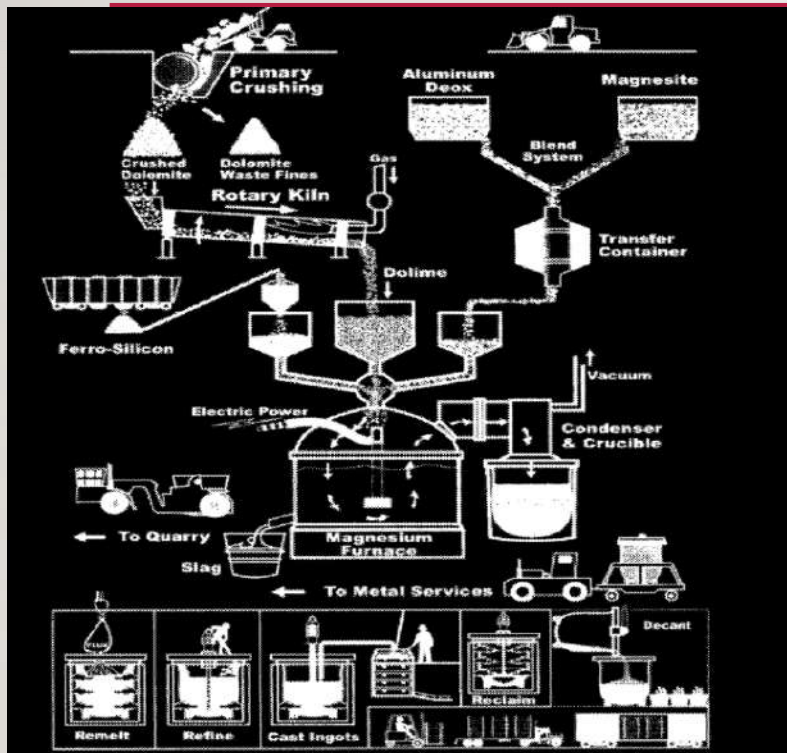 Primary
Crushing
Aluminum
Deox
Magnesite
Blend
System
Crushed
Dolomite
Dolomite
Waste Fines
Gas
Rotary Kiln
Transfer
Container
Dolime
Ferro-Silicon
Vacuum
Electric Power
Condenser
& Crucible
To Quarry
Magnesium
Furnace
Slag
To Metal Services
FLUX
Decant
Reclaim
Remelt
Refine
Cast Ingots